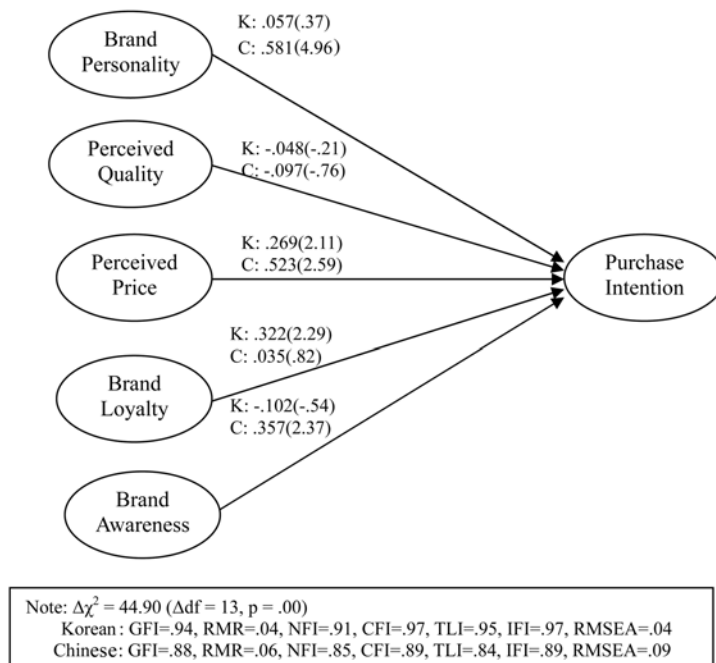 Brand
Personality
K: .057(.37)
C: .581(4.96)
Perceived
Quality
K: -.048(-.21)
C: -.097(-.76)
Perceived
Price
K: .269(2.11)
C: .523(2.59)
Purchase
Intention
Brand
Loyalty
K: .322(2.29)
C: .035(.82)
K: -.102(-.54)
C: .357(2.37)
Brand
Awareness
Note: Δχ² = 44.90 (Δdf = 13, p = .00)
Korean : GFI=.94, RMR=.04, NFI=.91, CFI=.97, TLI=.95, IFI=.97, RMSEA=.04
Chinese : GFI=.88, RMR=.06, NFI=.85, CFI=.89, TLI=.84, IFI=.89, RMSEA=.09